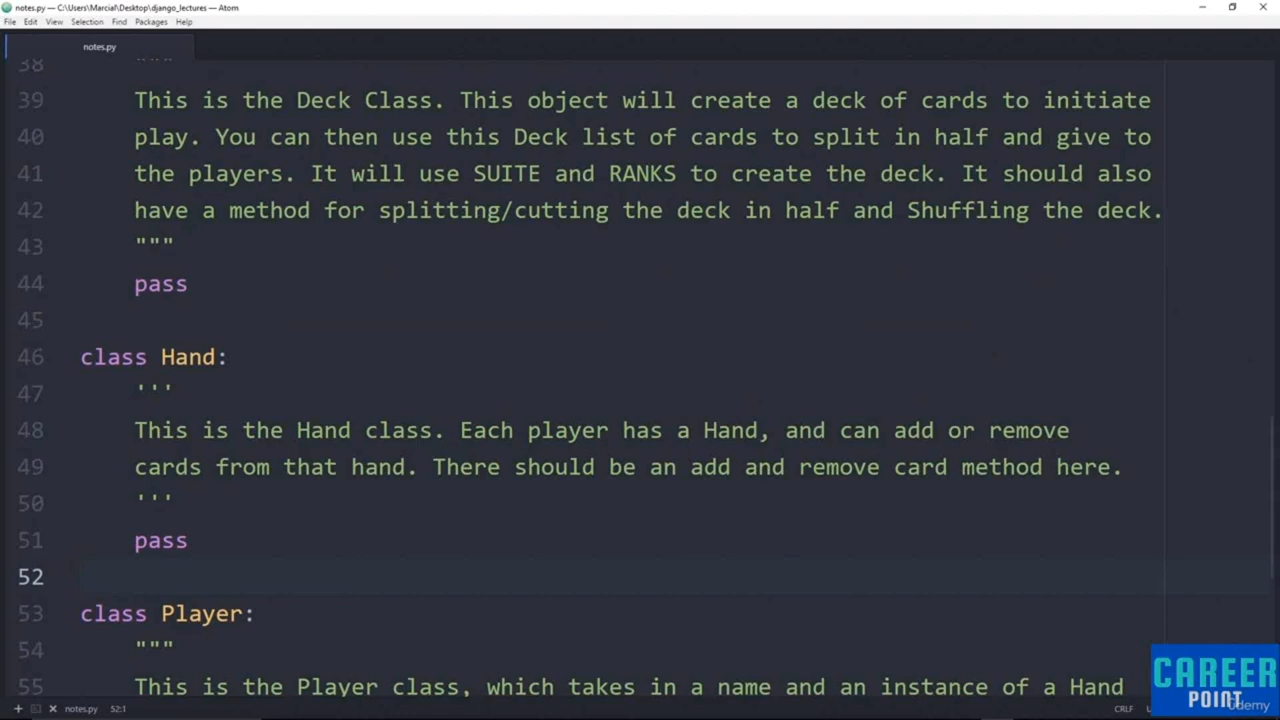 notes.py — C:\Users\Marcial\Desktop\django_lectures — Atom
File Edit View Selection Find Packages Help
notes.py
38 """
39 This is the Deck Class. This object will create a deck of cards to initiate
40 play. You can then use this Deck list of cards to split in half and give to
41 the players. It will use SUITE and RANKS to create the deck. It should also
42 have a method for splitting/cutting the deck in half and Shuffling the deck.
43 """
44 pass
45
46 class Hand:
47 '''
48 This is the Hand class. Each player has a Hand, and can add or remove
49 cards from that hand. There should be an add and remove card method here.
50 '''
51 pass
52
53 class Player:
54 """
55 This is the Player class, which takes in a name and an instance of a Hand
CAREER
POINT
Udemy
+ notes.py 52:1 CRLF